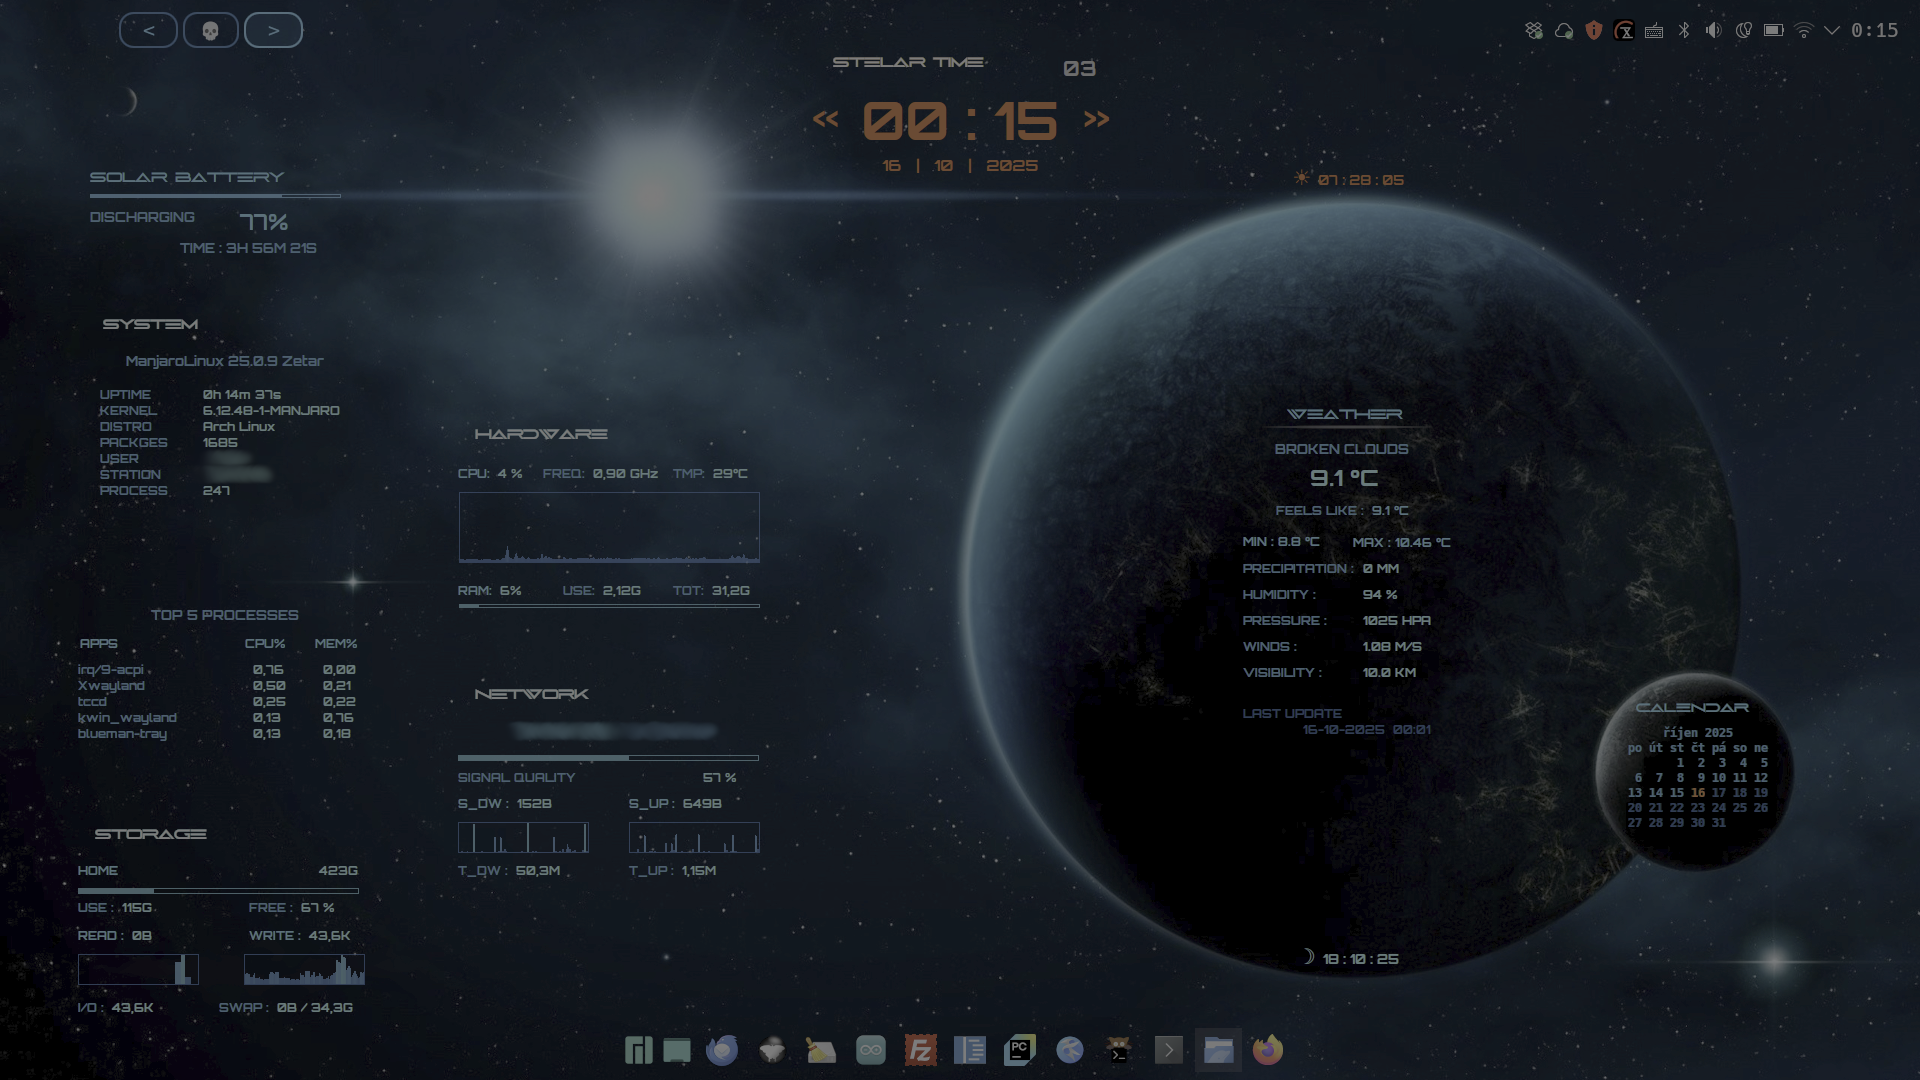 < >
0:15
STELAR TIME 03
« 00 : 15 »
16 | 10 | 2025
07 : 28 : 05
SOLAR BATTERY
DISCHARGING 77%
TIME : 3H 56M 21S
SYSTEM
ManjaroLinux 25.0.9 Zetar
UPTIME 0h 14m 37s
KERNEL 6.12.48-1-MANJARO
DISTRO Arch Linux
PACKGES 1685
USER
STATION
PROCESS 247
TOP 5 PROCESSES
APPS CPU% MEM%
irq/9-acpi 0,76 0,00
Xwayland 0,50 0,21
tccd 0,25 0,22
kwin_wayland 0,13 0,76
blueman-tray 0,13 0,18
STORAGE
HOME 423G
USE : 115G FREE : 67 %
READ : 0B WRITE : 43,6K
I/O : 43,6K SWAP : 0B / 34,3G
HARDWARE
CPU: 4 % FREQ: 0,90 GHz TMP: 29°C
RAM: 6% USE: 2,12G TOT: 31,2G
NETWORK
SIGNAL QUALITY 57 %
S_DW : 152B S_UP : 649B
T_DW : 50,3M T_UP : 1,15M
WEATHER
BROKEN CLOUDS
9.1 °C
FEELS LIKE : 9.1 °C
MIN : 8.8 °C MAX : 10.46 °C
PRECIPITATION : 0 MM
HUMIDITY : 94 %
PRESSURE : 1025 HPA
WINDS : 1.08 M/S
VISIBILITY : 10.0 KM
LAST UPDATE
16-10-2025 00:01
18 : 10 : 25
CALENDAR
říjen 2025
po út st čt pá so ne
1 2 3 4 5
6 7 8 9 10 11 12
13 14 15 16 17 18 19
20 21 22 23 24 25 26
27 28 29 30 31
Fz
PC